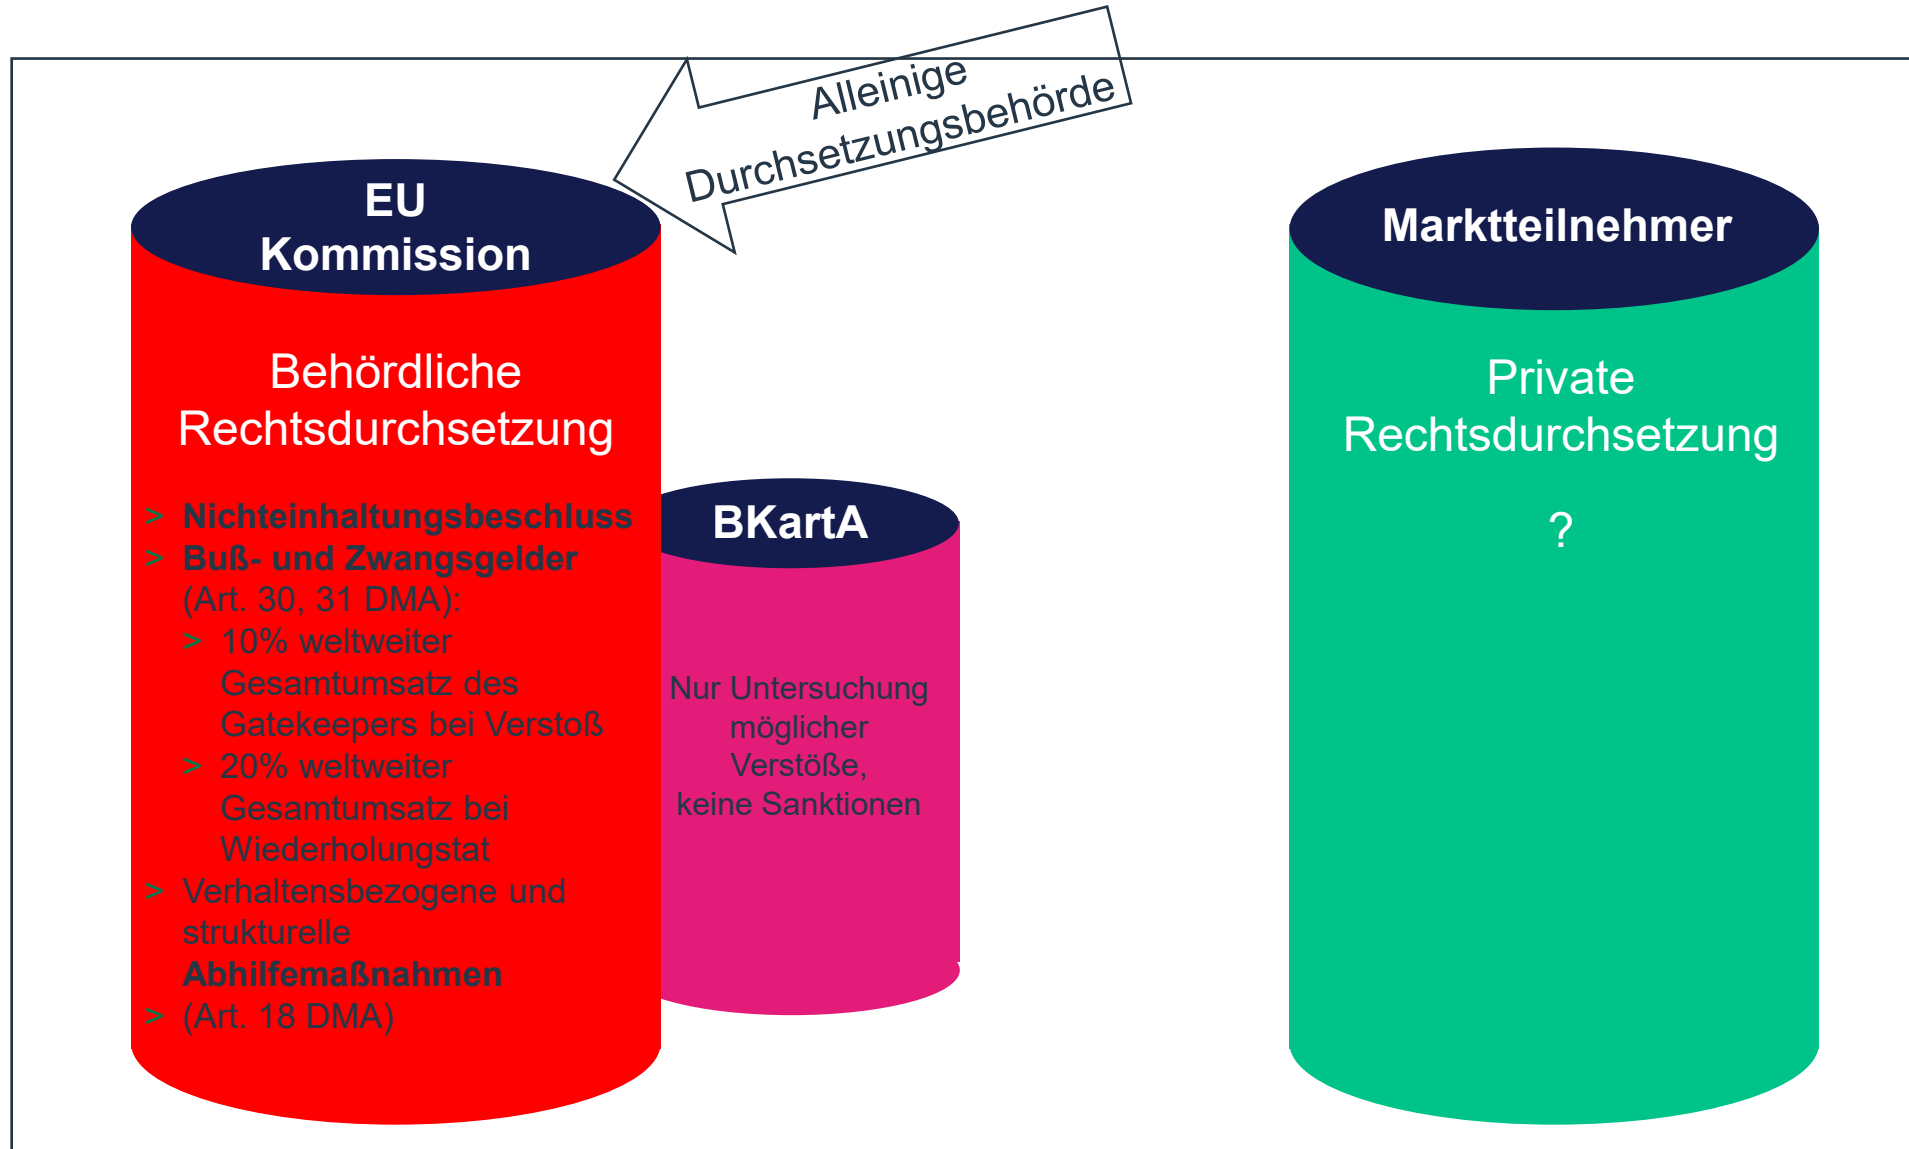 Alleinige
Durchsetzungsbehörde
EU
Kommission
Behördliche
Rechtsdurchsetzung
> Nichteinhaltungsbeschluss
> Buß- und Zwangsgelder
(Art. 30, 31 DMA):
> 10% weltweiter
Gesamtumsatz des
Gatekeepers bei Verstoß
> 20% weltweiter
Gesamtumsatz bei
Wiederholungstat
> Verhaltensbezogene und
strukturelle
Abhilfemaßnahmen
> (Art. 18 DMA)
BKartA
Nur Untersuchung
möglicher
Verstöße,
keine Sanktionen
Marktteilnehmer
Private
Rechtsdurchsetzung
?